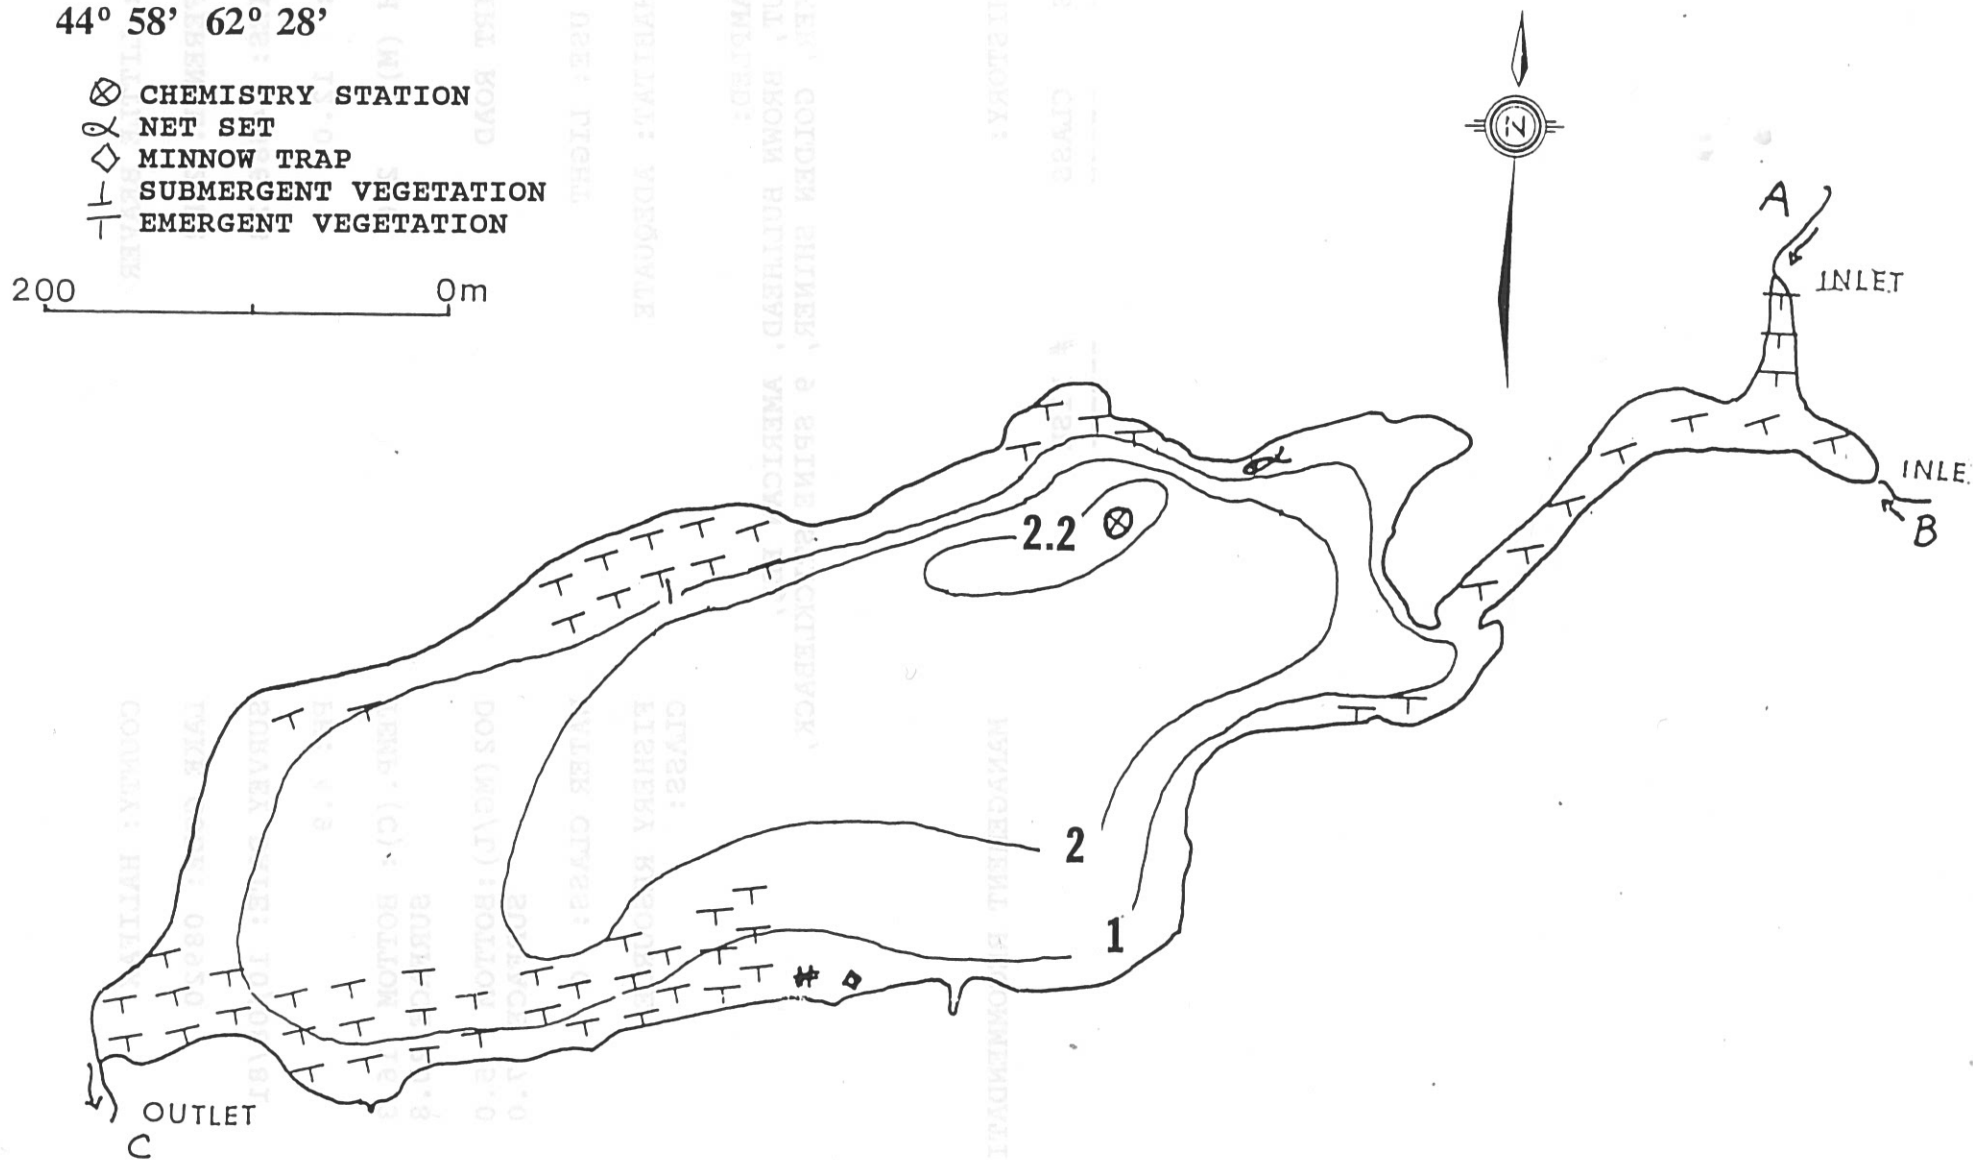 44° 58’ 62° 28’
CHEMISTRY STATION
NET SET
MINNOW TRAP
SUBMERGENT VEGETATION
EMERGENT VEGETATION
200 0m
N
A
INLET
INLE
B
2.2
1
2
1
#
OUTLET
C